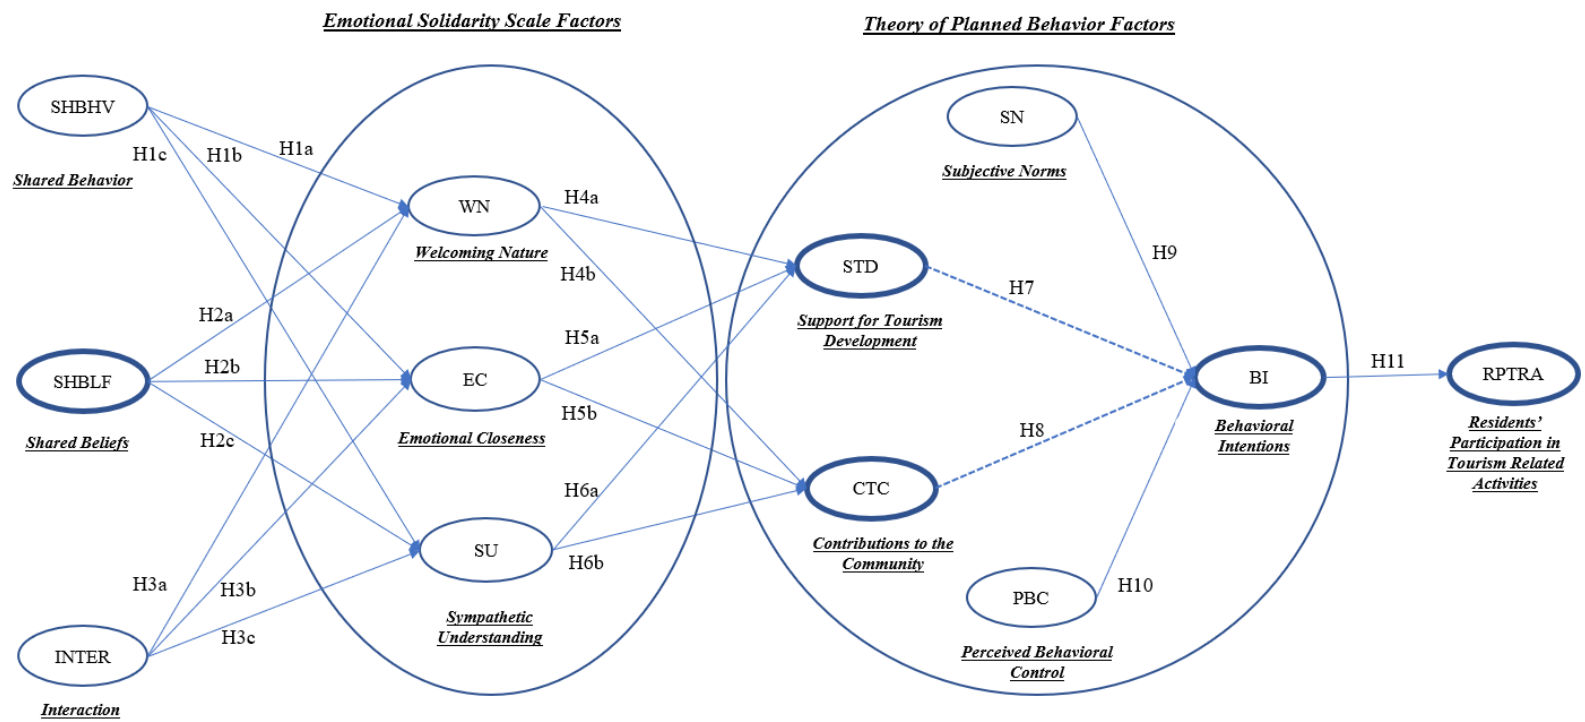 Emotional Solidarity Scale Factors
Theory of Planned Behavior Factors
SHBHV
Shared Behavior
H1a
H1b
H1c
SHBLF
Shared Beliefs
H2a
H2b
H2c
INTER
Interaction
H3a
H3b
H3c
WN
Welcoming Nature
EC
Emotional Closeness
SU
Sympathetic
Understanding
H4a
H4b
H5a
H5b
H6a
H6b
SN
Subjective Norms
STD
Support for Tourism
Development
CTC
Contributions to the
Community
PBC
Perceived Behavioral
Control
H9
H7
H8
H10
BI
Behavioral
Intentions
H11
RPTRA
Residents’
Participation in
Tourism Related
Activities